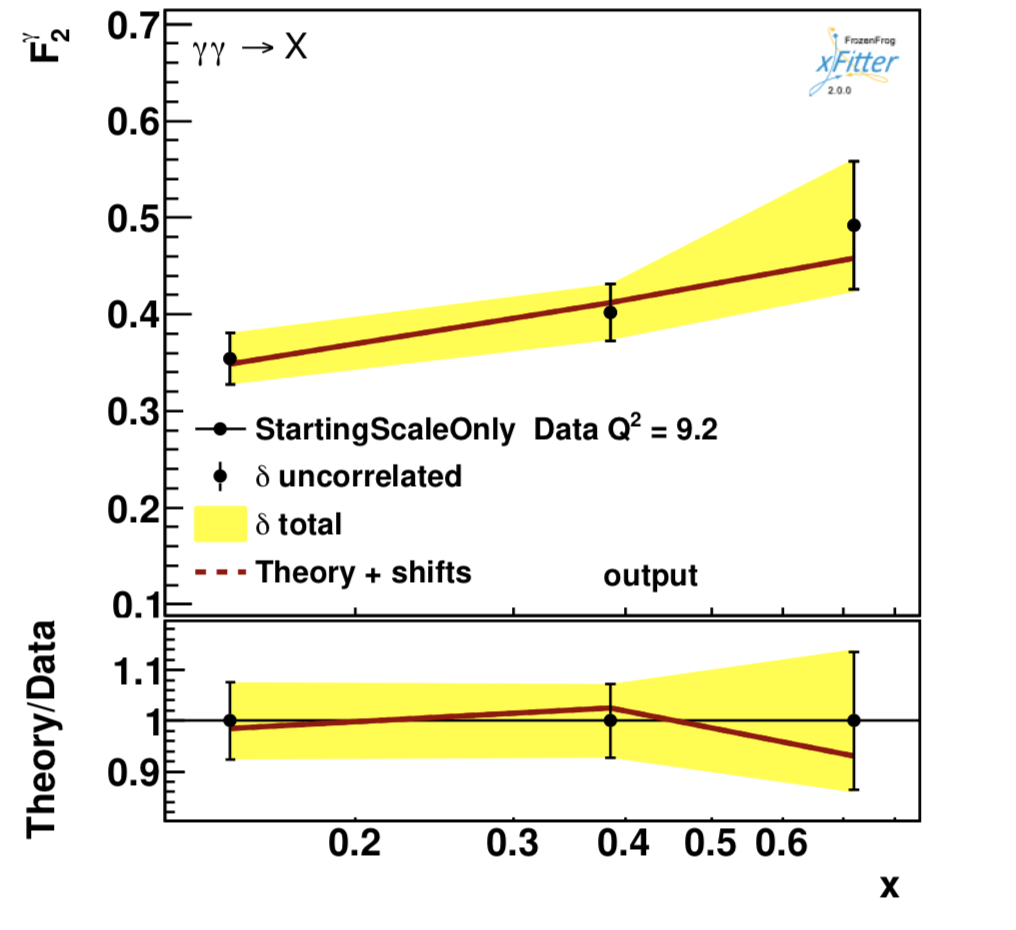 F₂^γ
γγ → X
FrozenFrog
xFitter
2.0.0
0.7
0.6
0.5
0.4
0.3
0.2
0.1
StartingScaleOnly Data Q² = 9.2
δ uncorrelated
δ total
Theory + shifts
output
Theory/Data
1.1
1
0.9
0.2
0.3
0.4
0.5
0.6
x